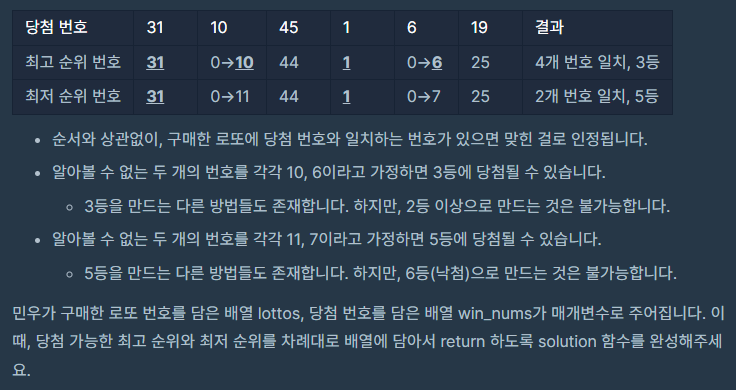 당첨 번호 31 10 45 1 6 19 결과
최고 순위 번호 31 0→10 44 1 0→6 25 4개 번호 일치, 3등
최저 순위 번호 31 0→11 44 1 0→7 25 2개 번호 일치, 5등
• 순서와 상관없이, 구매한 로또에 당첨 번호와 일치하는 번호가 있으면 맞힌 걸로 인정됩니다.
• 알아볼 수 없는 두 개의 번호를 각각 10, 6이라고 가정하면 3등에 당첨될 수 있습니다.
◦ 3등을 만드는 다른 방법들도 존재합니다. 하지만, 2등 이상으로 만드는 것은 불가능합니다.
• 알아볼 수 없는 두 개의 번호를 각각 11, 7이라고 가정하면 5등에 당첨될 수 있습니다.
◦ 5등을 만드는 다른 방법들도 존재합니다. 하지만, 6등(낙첨)으로 만드는 것은 불가능합니다.
민우가 구매한 로또 번호를 담은 배열 lottos, 당첨 번호를 담은 배열 win_nums가 매개변수로 주어집니다. 이
때, 당첨 가능한 최고 순위와 최저 순위를 차례대로 배열에 담아서 return 하도록 solution 함수를 완성해주세
요.